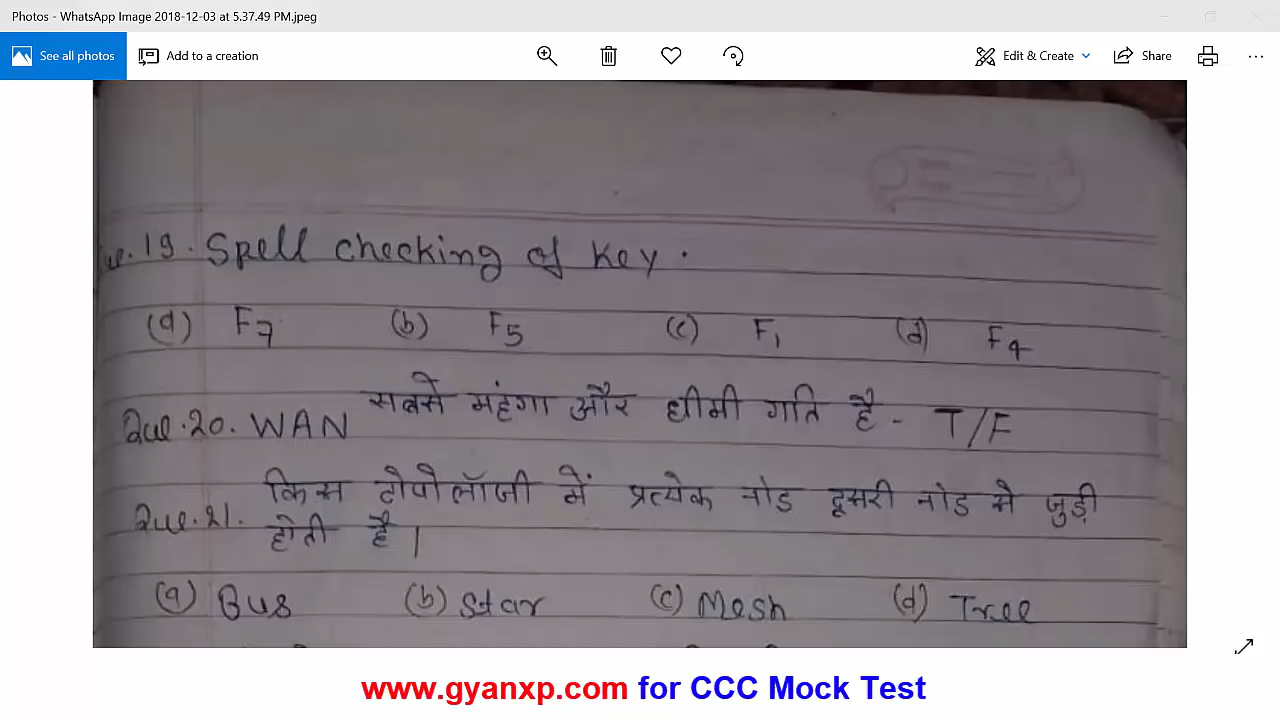 Photos - WhatsApp Image 2018-12-03 at 5.37.49 PM.jpeg
See all photos Add to a creation Edit & Create Share
19. Spell checking of key.
(a) F7 (b) F5 (c) F1 (d) F4
Que.20. WAN सबसे महंगा और धीमी गति है - T/F
Que.21. किस टोपोलॉजी में प्रत्येक नोड दूसरी नोड से जुड़ी
होती है।
(a) Bus (b) Star (c) Mesh (d) Tree
www.gyanxp.com for CCC Mock Test